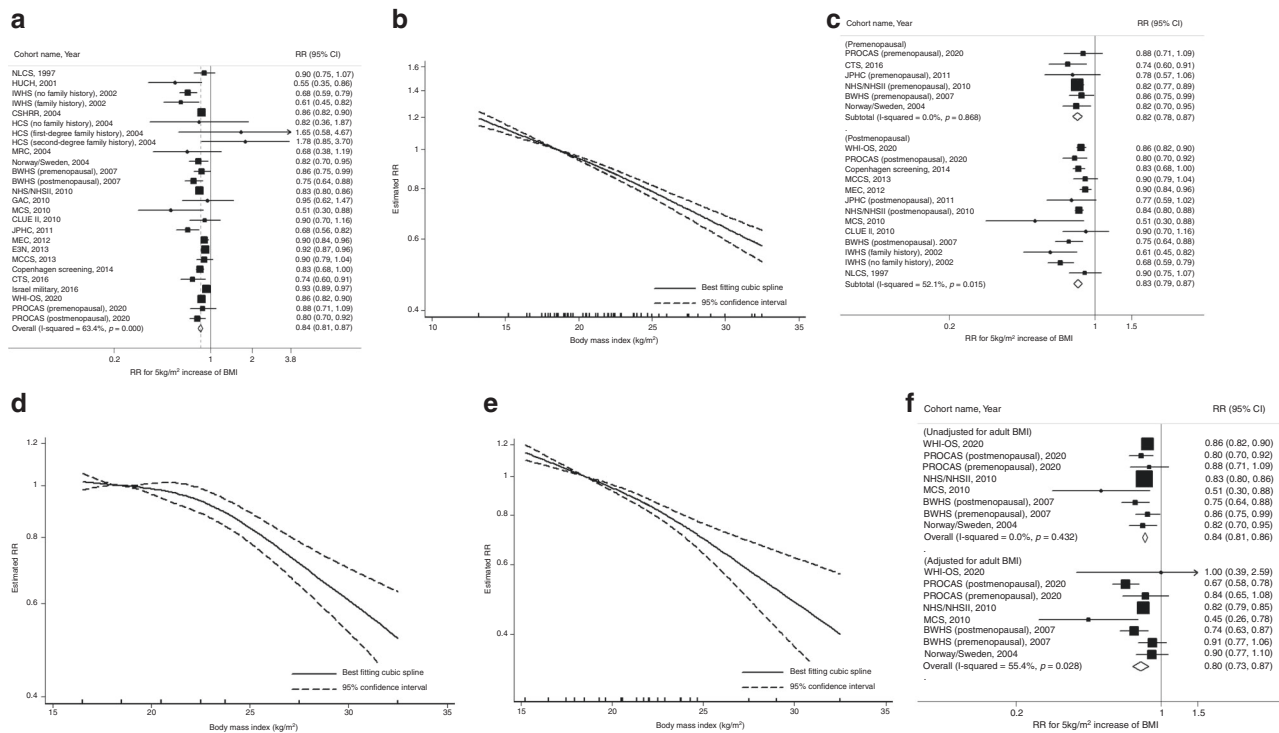 a
Cohort name, Year RR (95% CI)
NLCS, 1997 0.90 (0.75, 1.07)
HUCH, 2001 0.55 (0.35, 0.86)
IWHS (no family history), 2002 0.68 (0.59, 0.79)
IWHS (family history), 2002 0.61 (0.45, 0.82)
CSHRR, 2004 0.86 (0.82, 0.90)
HCS (no family history), 2004 0.82 (0.36, 1.87)
HCS (first-degree family history), 2004 1.65 (0.58, 4.67)
HCS (second-degree family history), 2004 1.78 (0.85, 3.70)
MRC, 2004 0.68 (0.38, 1.19)
Norway/Sweden, 2004 0.82 (0.70, 0.95)
BWHS (premenopausal), 2007 0.86 (0.75, 0.99)
BWHS (postmenopausal), 2007 0.75 (0.64, 0.88)
NHS/NHSII, 2010 0.83 (0.80, 0.86)
GAC, 2010 0.95 (0.62, 1.47)
MCS, 2010 0.51 (0.30, 0.88)
CLUE II, 2010 0.90 (0.70, 1.16)
JPHC, 2011 0.68 (0.56, 0.82)
MEC, 2012 0.90 (0.84, 0.96)
E3N, 2013 0.92 (0.87, 0.96)
MCCS, 2013 0.90 (0.79, 1.04)
Copenhagen screening, 2014 0.83 (0.68, 1.00)
CTS, 2016 0.74 (0.60, 0.91)
Israel military, 2016 0.93 (0.89, 0.97)
WHI-OS, 2020 0.86 (0.82, 0.90)
PROCAS (premenopausal), 2020 0.88 (0.71, 1.09)
PROCAS (postmenopausal), 2020 0.80 (0.70, 0.92)
Overall (I-squared = 63.4%, p = 0.000) 0.84 (0.81, 0.87)
0.2 1 2 3.8
RR for 5kg/m² increase of BMI
b
1.6
1.4
1.2
1.0
0.8
0.6
0.4
Estimated RR
Best fitting cubic spline
95% confidence interval
10 15 20 25 30 35
Body mass index (kg/m²)
c
Cohort name, Year RR (95% CI)
(Premenopausal)
PROCAS (premenopausal), 2020 0.88 (0.71, 1.09)
CTS, 2016 0.74 (0.60, 0.91)
JPHC (premenopausal), 2011 0.78 (0.57, 1.06)
NHS/NHSII (premenopausal), 2010 0.82 (0.77, 0.89)
BWHS (premenopausal), 2007 0.86 (0.75, 0.99)
Norway/Sweden, 2004 0.82 (0.70, 0.95)
Subtotal (I-squared = 0.0%, p = 0.868) 0.82 (0.78, 0.87)
.
(Postmenopausal)
WHI-OS, 2020 0.86 (0.82, 0.90)
PROCAS (postmenopausal), 2020 0.80 (0.70, 0.92)
Copenhagen screening, 2014 0.83 (0.68, 1.00)
MCCS, 2013 0.90 (0.79, 1.04)
MEC, 2012 0.90 (0.84, 0.96)
JPHC (postmenopausal), 2011 0.77 (0.59, 1.02)
NHS/NHSII (postmenopausal), 2010 0.84 (0.80, 0.88)
MCS, 2010 0.51 (0.30, 0.88)
CLUE II, 2010 0.90 (0.70, 1.16)
BWHS (postmenopausal), 2007 0.75 (0.64, 0.88)
IWHS (family history), 2002 0.61 (0.45, 0.82)
IWHS (no family history), 2002 0.68 (0.59, 0.79)
NLCS, 1997 0.90 (0.75, 1.07)
Subtotal (I-squared = 52.1%, p = 0.015) 0.83 (0.79, 0.87)
0.2 1 1.5
RR for 5kg/m² increase of BMI
d
1.2
1
0.8
0.6
0.4
Estimated RR
Best fitting cubic spline
95% confidence interval
15 20 25 30 35
Body mass index (kg/m²)
e
1.2
1
0.8
0.6
0.4
Estimated RR
Best fitting cubic spline
95% confidence interval
15 20 25 30 35
Body mass index (kg/m²)
f
Cohort name, Year RR (95% CI)
(Unadjusted for adult BMI)
WHI-OS, 2020 0.86 (0.82, 0.90)
PROCAS (postmenopausal), 2020 0.80 (0.70, 0.92)
PROCAS (premenopausal), 2020 0.88 (0.71, 1.09)
NHS/NHSII, 2010 0.83 (0.80, 0.86)
MCS, 2010 0.51 (0.30, 0.88)
BWHS (postmenopausal), 2007 0.75 (0.64, 0.88)
BWHS (premenopausal), 2007 0.86 (0.75, 0.99)
Norway/Sweden, 2004 0.82 (0.70, 0.95)
Overall (I-squared = 0.0%, p = 0.432) 0.84 (0.81, 0.86)
.
(Adjusted for adult BMI)
WHI-OS, 2020 1.00 (0.39, 2.59)
PROCAS (postmenopausal), 2020 0.67 (0.58, 0.78)
PROCAS (premenopausal), 2020 0.84 (0.65, 1.08)
NHS/NHSII, 2010 0.82 (0.79, 0.85)
MCS, 2010 0.45 (0.26, 0.78)
BWHS (postmenopausal), 2007 0.74 (0.63, 0.87)
BWHS (premenopausal), 2007 0.91 (0.77, 1.06)
Norway/Sweden, 2004 0.90 (0.77, 1.10)
Overall (I-squared = 55.4%, p = 0.028) 0.80 (0.73, 0.87)
.
0.2 1 1.5
RR for 5kg/m² increase of BMI